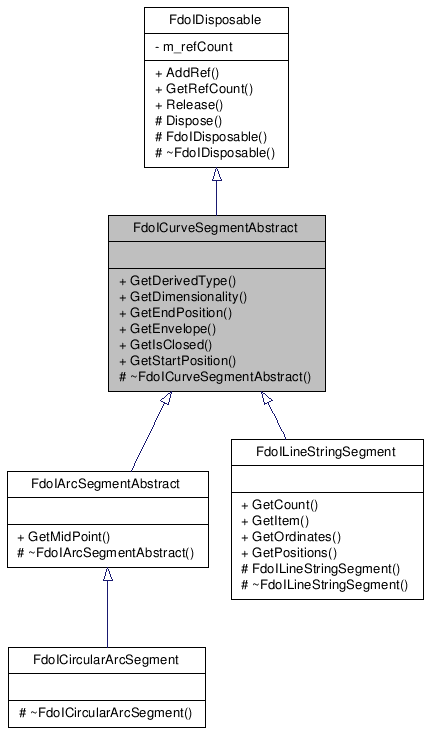 FdoIDisposable
- m_refCount
+ AddRef()
+ GetRefCount()
+ Release()
# Dispose()
# FdoIDisposable()
# ~FdoIDisposable()
FdoICurveSegmentAbstract
+ GetDerivedType()
+ GetDimensionality()
+ GetEndPosition()
+ GetEnvelope()
+ GetIsClosed()
+ GetStartPosition()
# ~FdoICurveSegmentAbstract()
FdoIArcSegmentAbstract
+ GetMidPoint()
# ~FdoIArcSegmentAbstract()
FdoILineStringSegment
+ GetCount()
+ GetItem()
+ GetOrdinates()
+ GetPositions()
# FdoILineStringSegment()
# ~FdoILineStringSegment()
FdoICircularArcSegment
# ~FdoICircularArcSegment()